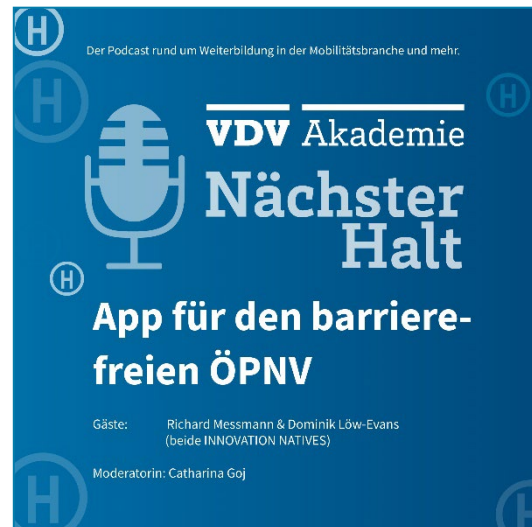 H
Der Podcast rund um Weiterbildung in der Mobilitätsbranche und mehr.
H
H
VDV Akademie
Nächster
Halt
H
App für den barriere-
freien ÖPNV
Gäste: Richard Messmann & Dominik Löw-Evans
(beide INNOVATION NATIVES)
Moderatorin: Catharina Goj
H
H